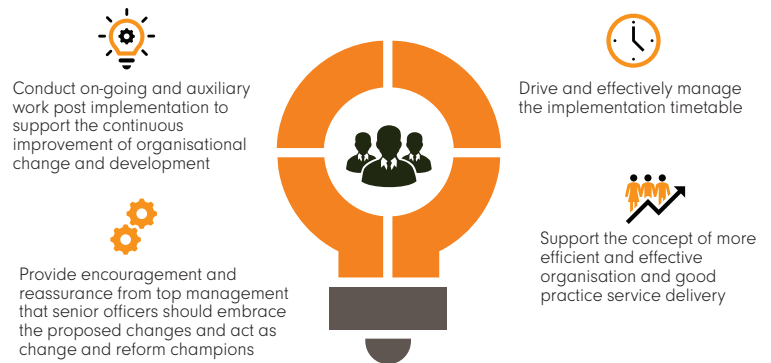 Conduct on-going and auxiliary
work post implementation to
support the continuous
improvement of organisational
change and development
Drive and effectively manage
the implementation timetable
Provide encouragement and
reassurance from top management
that senior officers should embrace
the proposed changes and act as
change and reform champions
Support the concept of more
efficient and effective
organisation and good
practice service delivery